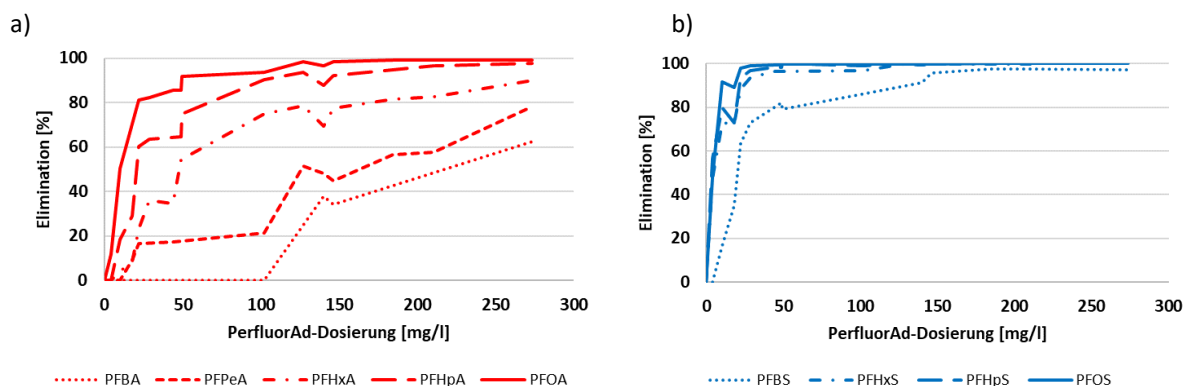 a)
100
80
60
40
20
0
Elimination [%]
0 50 100 150 200 250 300
PerfluorAd-Dosierung [mg/l]
PFBA PFPeA PFHxA PFHpA PFOA
b)
100
80
60
40
20
0
Elimination [%]
0 50 100 150 200 250 300
PerfluorAd-Dosierung [mg/l]
PFBS PFHxS PFHpS PFOS